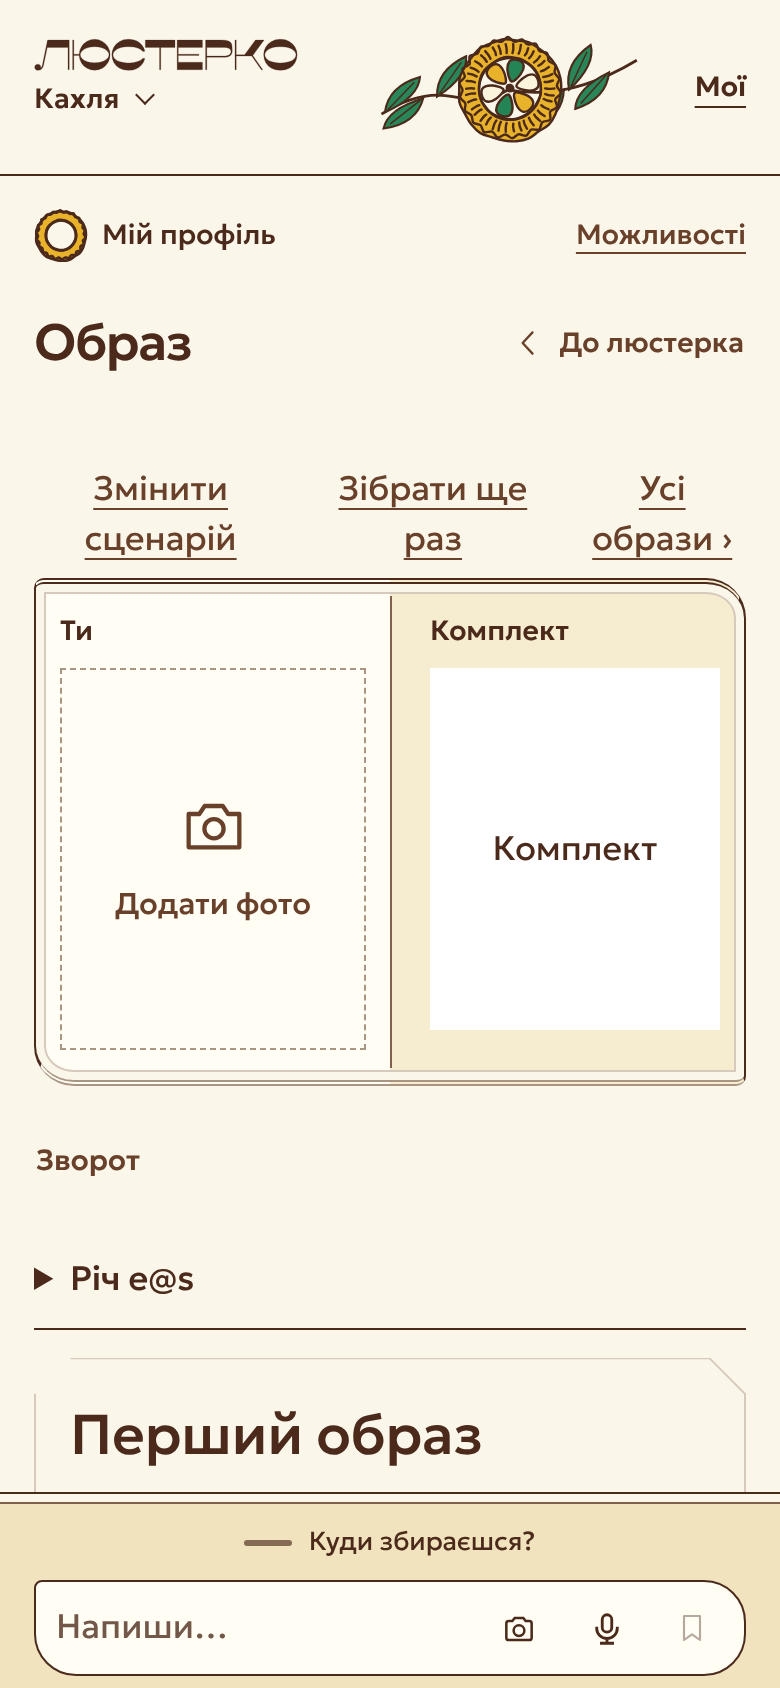 ЛЮСТЕРКО
Кахля
Мої
Мій профіль
Можливості
Образ
До люстерка
Змінити
сценарій
Зібрати ще
раз
Усі
образи ›
Ти
Комплект
Додати фото
Комплект
Зворот
Річ e@s
Перший образ
Куди збираєшся?
Напиши...